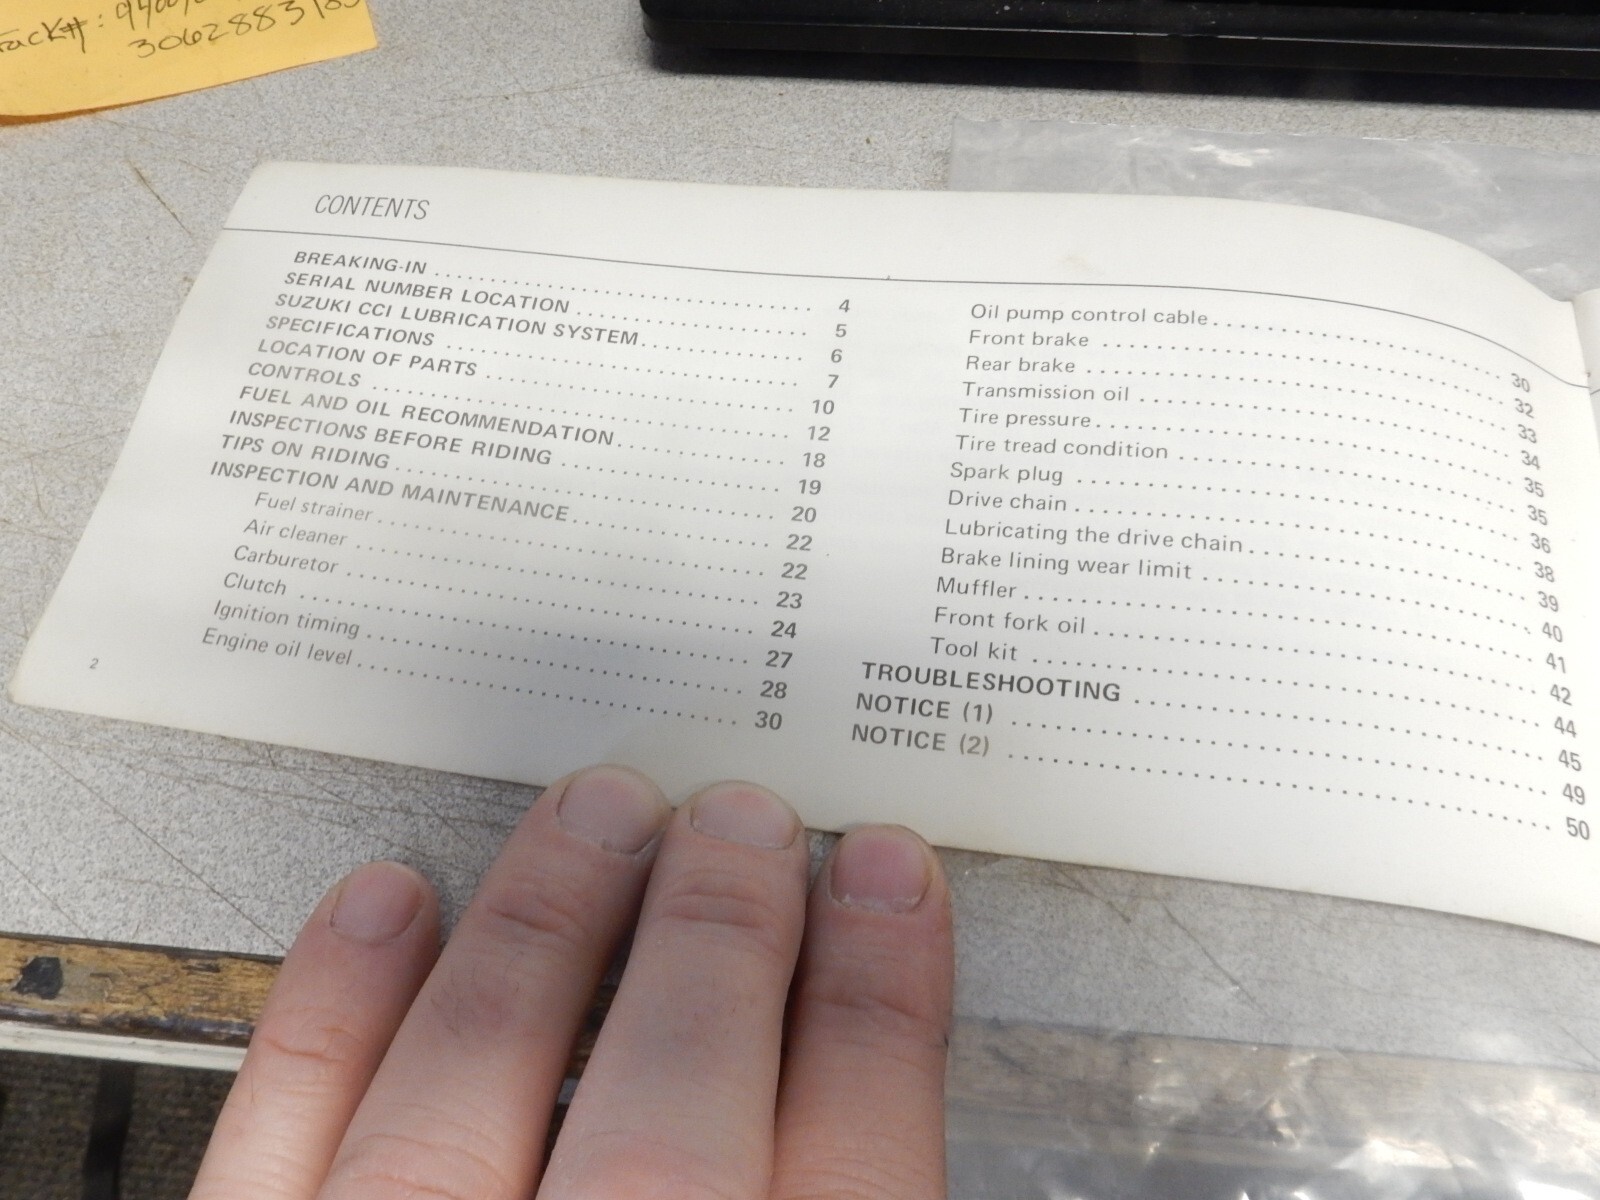 3062883
CONTENTS
BREAKING-IN ........................ 4
SERIAL NUMBER LOCATION ........................ 5
SUZUKI CCI LUBRICATION SYSTEM ........................ 6
SPECIFICATIONS ........................ 7
LOCATION OF PARTS ........................ 10
CONTROLS ........................ 12
FUEL AND OIL RECOMMENDATION ........................ 18
INSPECTIONS BEFORE RIDING ........................ 19
TIPS ON RIDING ........................ 20
INSPECTION AND MAINTENANCE ........................ 22
Fuel strainer ........................ 22
Air cleaner ........................ 23
Carburetor ........................ 24
Clutch ........................ 27
Ignition timing ........................ 28
Engine oil level ........................ 30
2
Oil pump control cable ........................ 30
Front brake ........................ 32
Rear brake ........................ 33
Transmission oil ........................ 34
Tire pressure ........................ 35
Tire tread condition ........................ 35
Spark plug ........................ 36
Drive chain ........................ 38
Lubricating the drive chain ........................ 39
Brake lining wear limit ........................ 40
Muffler ........................ 41
Front fork oil ........................ 42
Tool kit ........................ 44
TROUBLESHOOTING ........................ 45
NOTICE (1) ........................ 49
NOTICE (2) ........................ 50